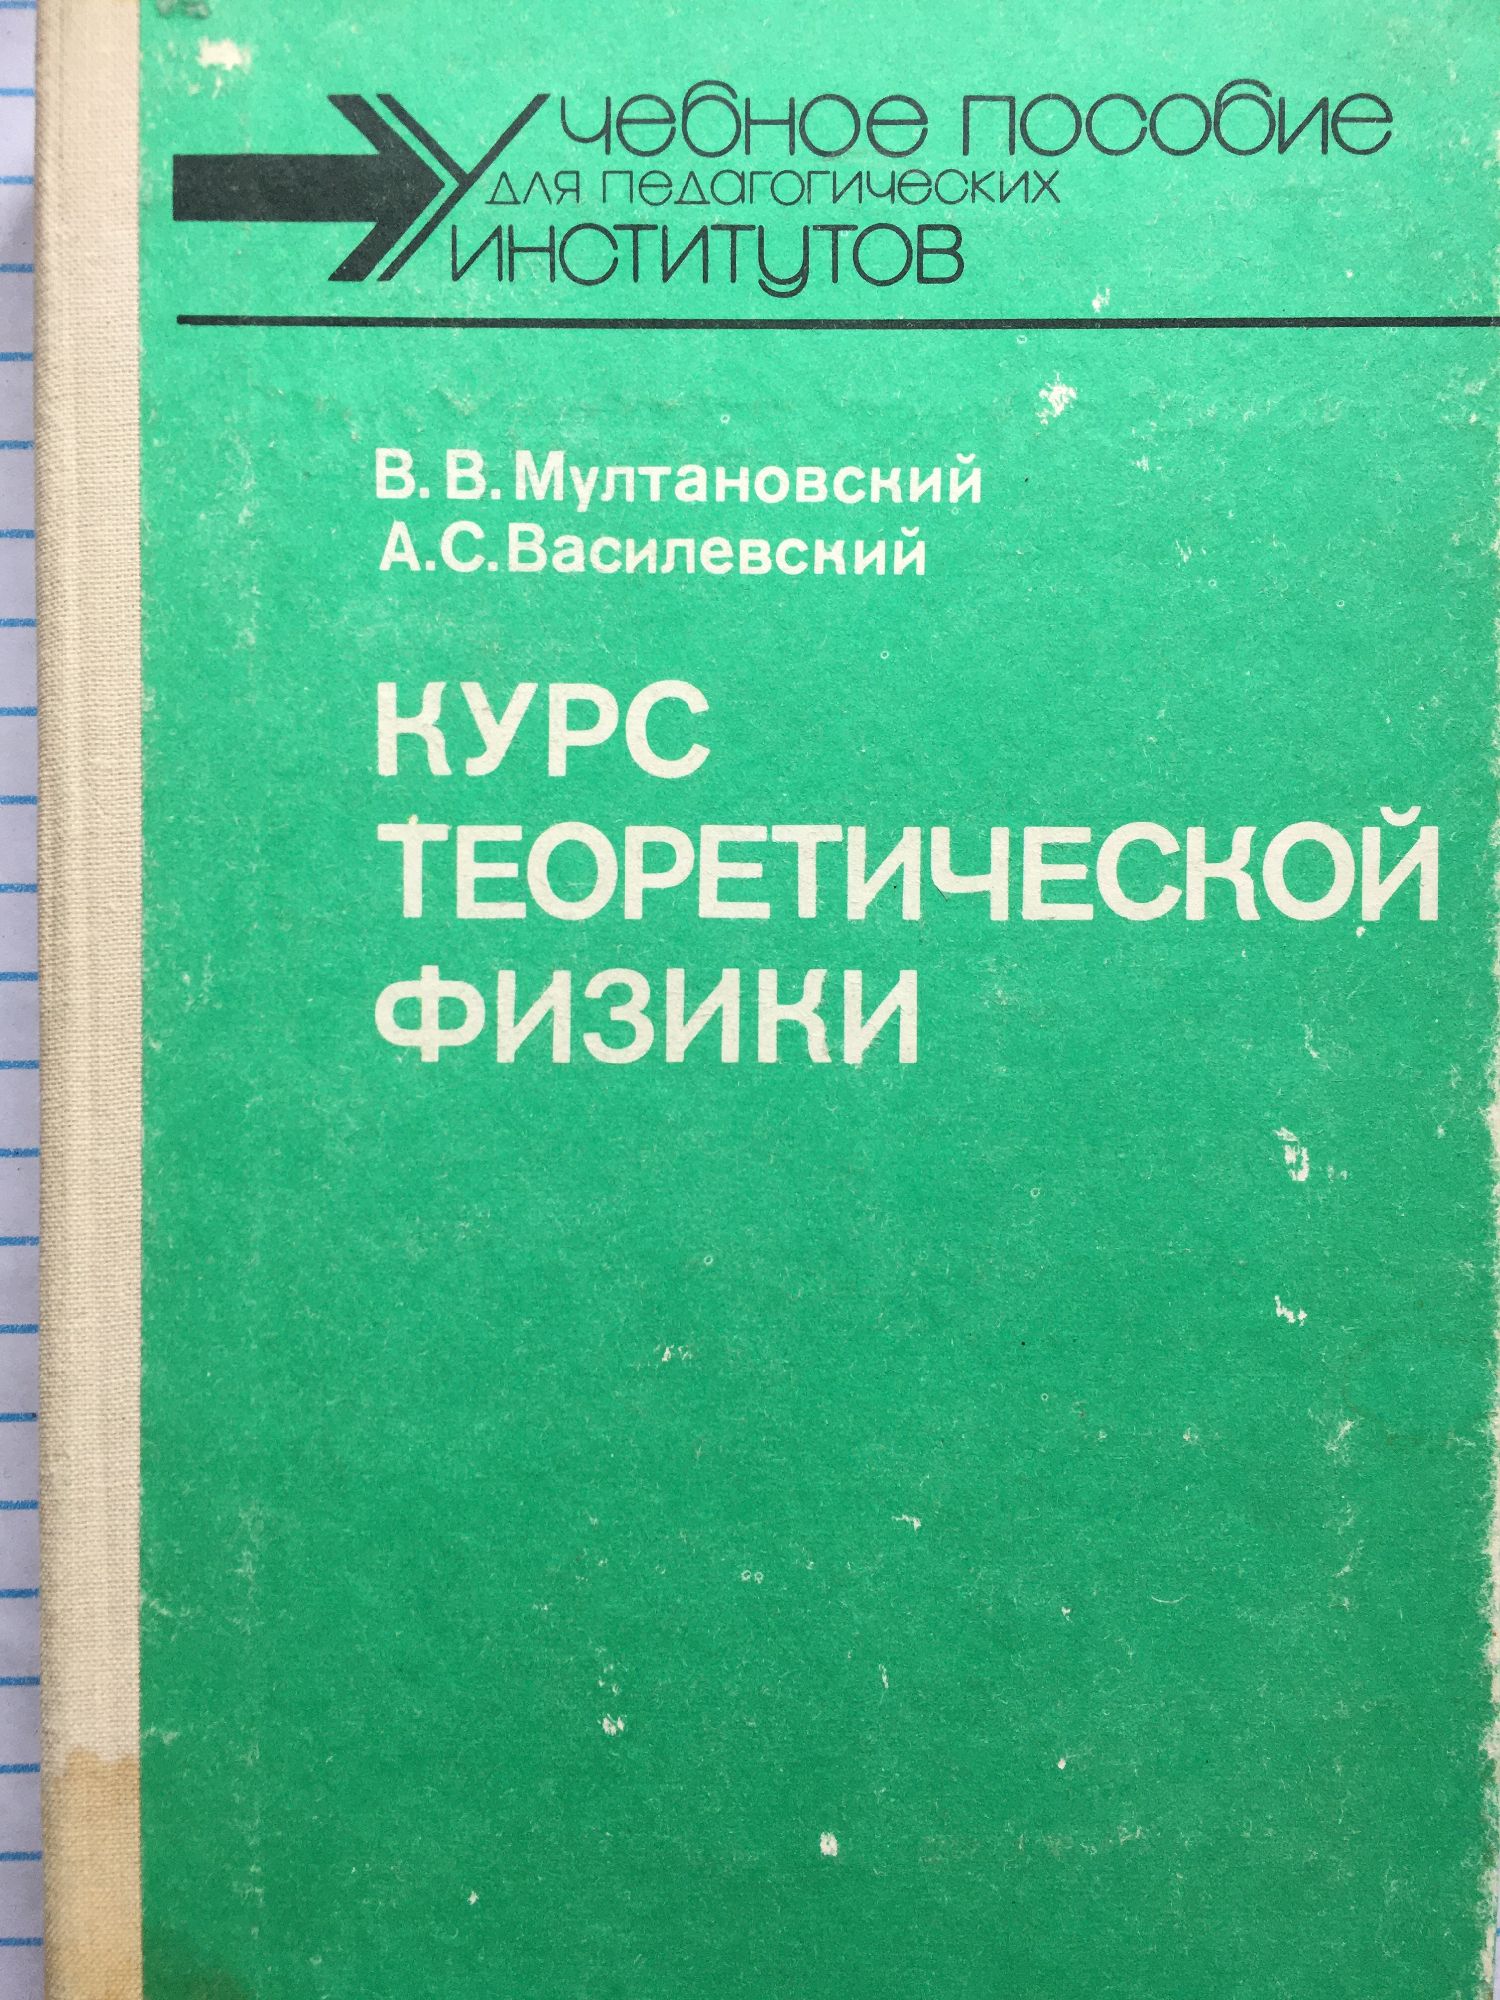 Учебное пособие
для педагогических
институтов
В. В. Мултановский
А. С. Василевский
КУРС
ТЕОРЕТИЧЕСКОЙ
ФИЗИКИ